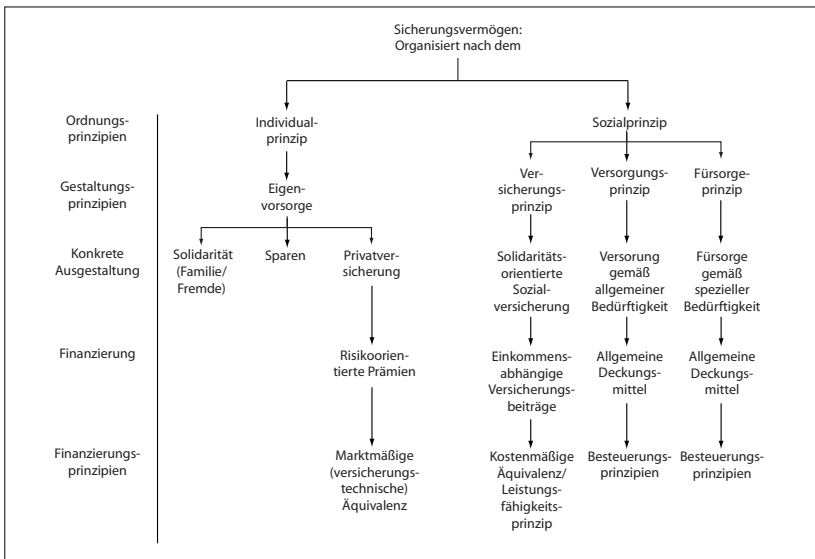 Sicherungsvermögen:
Organisiert nach dem
Ordnungs-
prinzipien
Individual-
prinzip
Sozialprinzip
Gestaltungs-
prinzipien
Eigen-
vorsorge
Ver-
sicherungs-
prinzip
Versorgungs-
prinzip
Fürsorge-
prinzip
Konkrete
Ausgestaltung
Solidarität
(Familie/
Fremde)
Sparen
Privatver-
sicherung
Solidaritäts-
orientierte
Sozial-
versicherung
Versorung
gemäß
allgemeiner
Bedürftigkeit
Fürsorge
gemäß
spezieller
Bedürftigkeit
Finanzierung
Risikoorien-
tierte Prämien
Einkommens-
abhängige
Versicherungs-
beiträge
Allgemeine
Deckungs-
mittel
Allgemeine
Deckungs-
mittel
Finanzierungs-
prinzipien
Marktmäßige
(versicherungs-
technische)
Äquivalenz
Kostenmäßige
Äquivalenz/
Leistungs-
fähigkeits-
prinzip
Besteuerungs-
prinzipien
Besteuerungs-
prinzipien